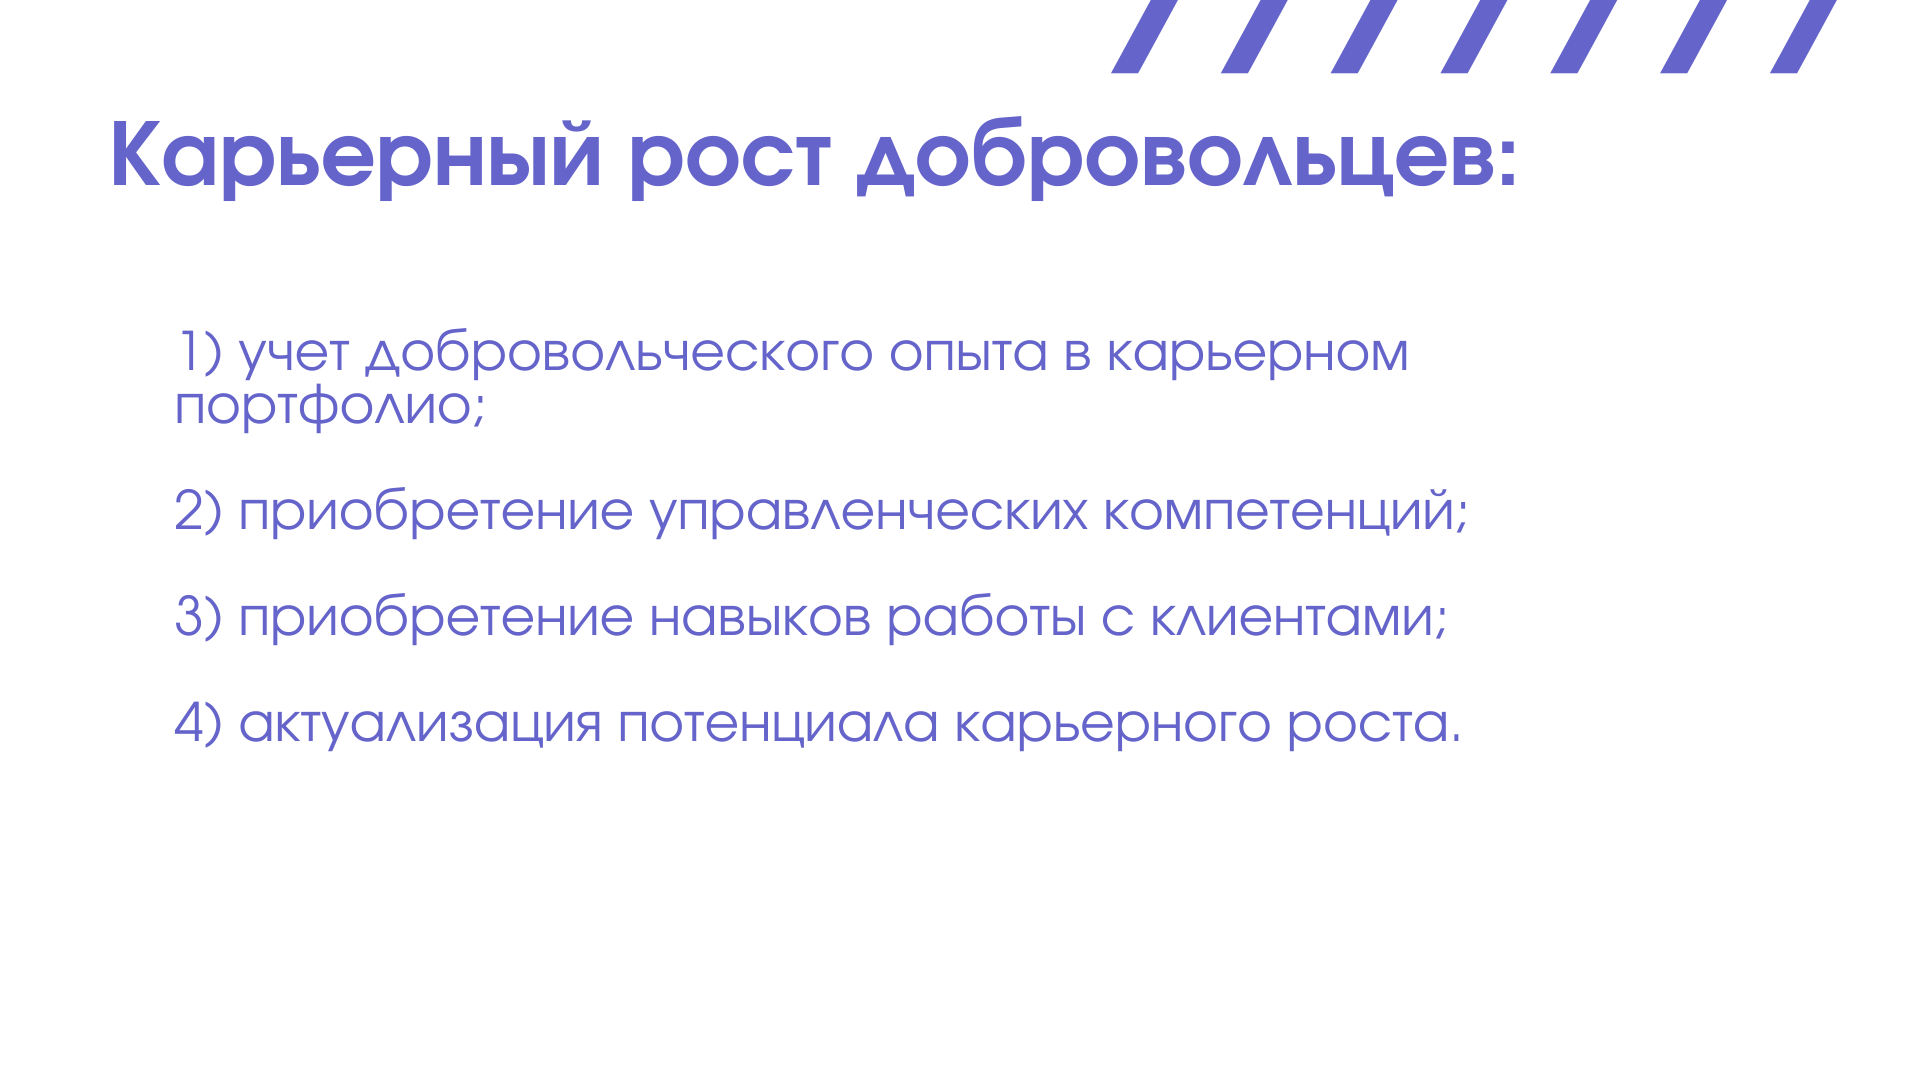 Карьерный рост добровольцев:
1) учет добровольческого опыта в карьерном
портфолио;
2) приобретение управленческих компетенций;
3) приобретение навыков работы с клиентами;
4) актуализация потенциала карьерного роста.